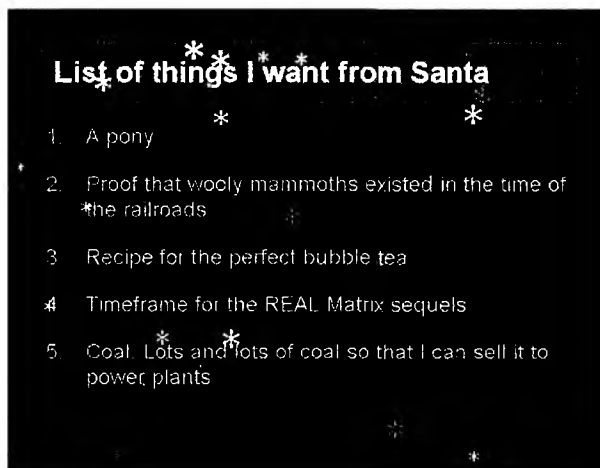 List of things I want from Santa
1. A pony
2. Proof that wooly mammoths existed in the time of
the railroads
3. Recipe for the perfect bubble tea
4. Timeframe for the REAL Matrix sequels
5. Coal. Lots and lots of coal so that I can sell it to
power plants